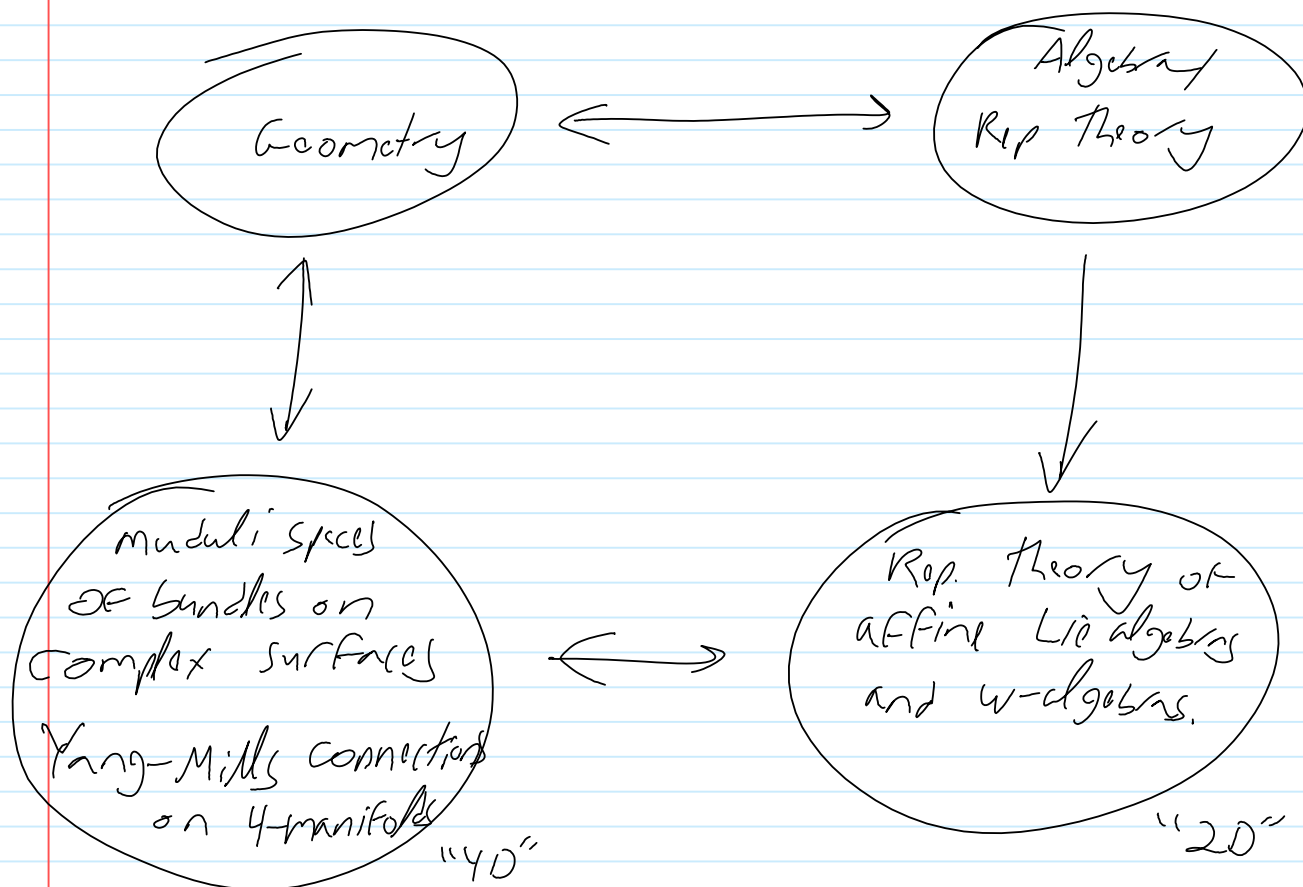 Geometry
Algebra/
Rep Theory
moduli spaces
OF bundles on
Complex surfaces
Yang-Mills connections
on 4-manifolds
"4D"
Rep. theory of
affine Lie algebras
and W-algebras.
"2D"